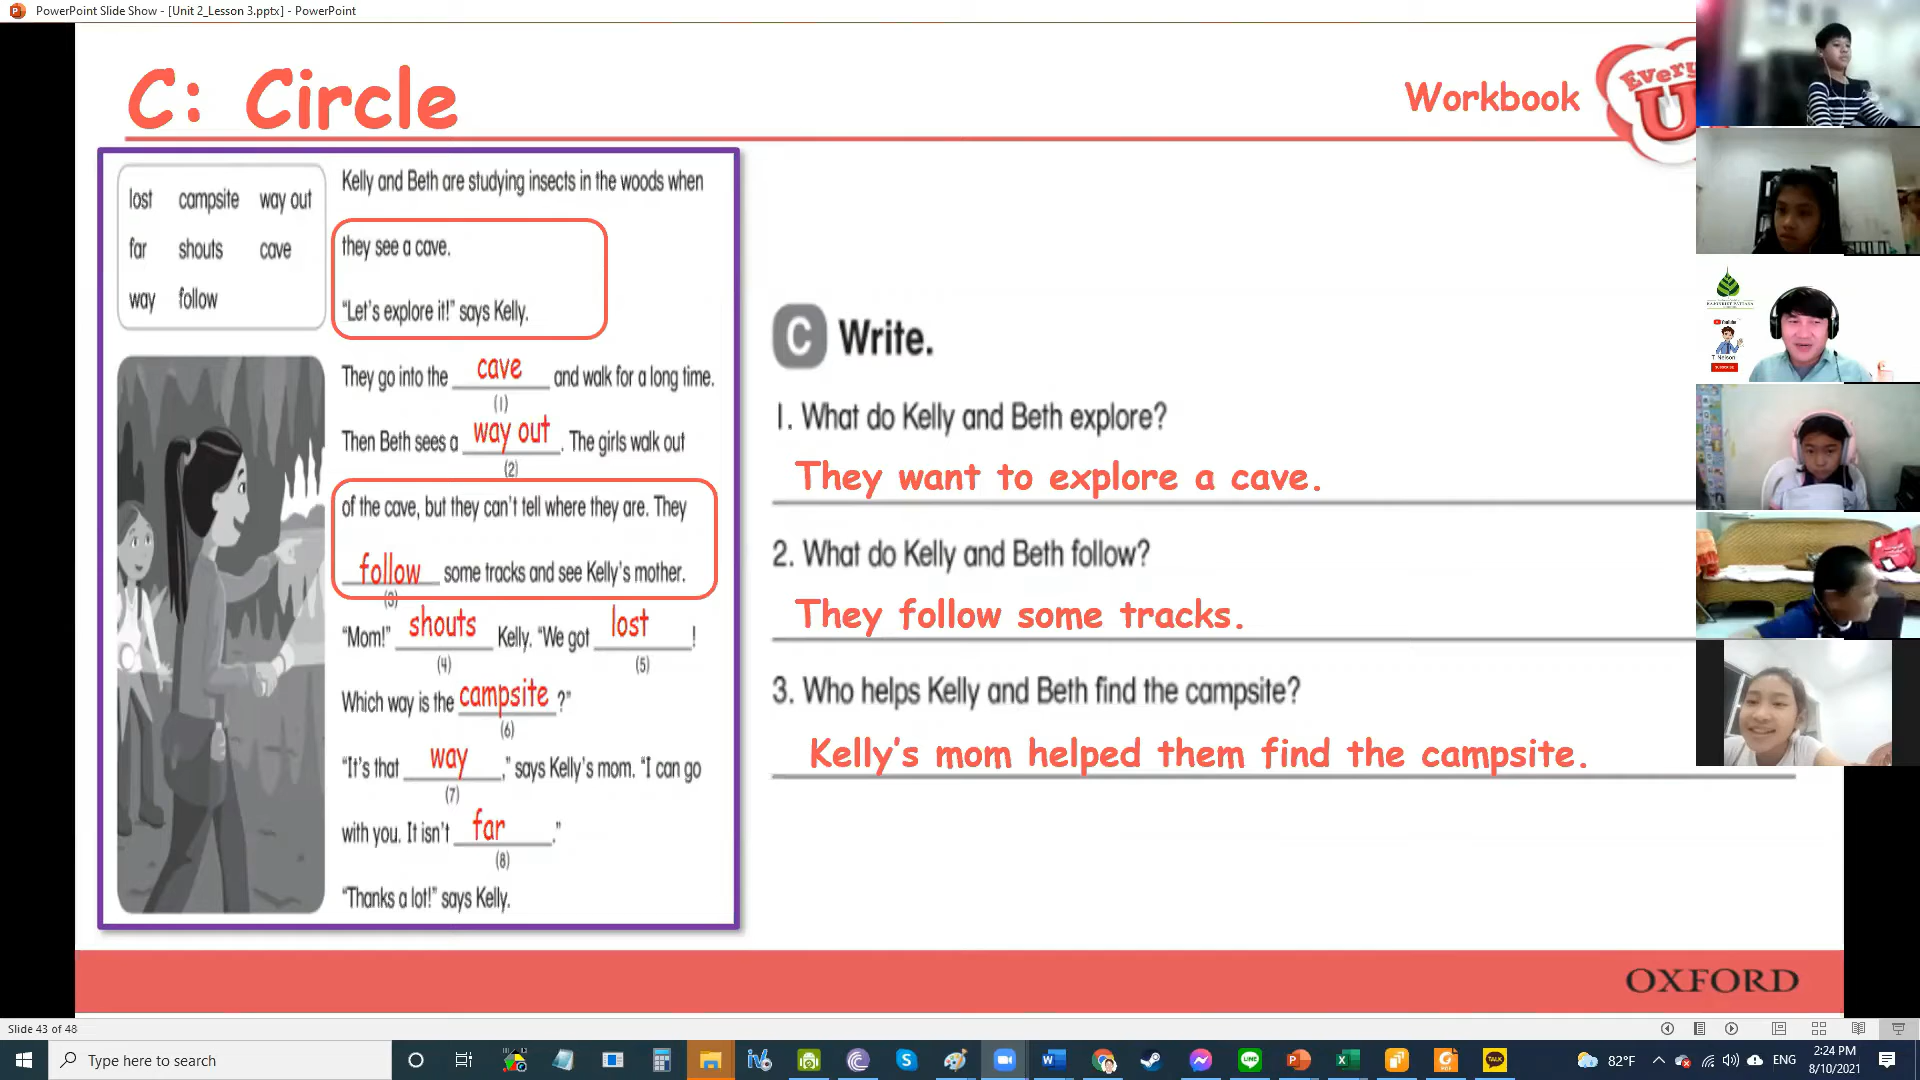 PowerPoint Slide Show - [Unit 2_Lesson 3.pptx] - PowerPoint
C: Circle
Workbook
Every
U
lost campsite way out
far shouts cave
way follow
Kelly and Beth are studying insects in the woods when
they see a cave.
“Let’s explore it!” says Kelly.
They go into the cave and walk for a long time.
(1)
Then Beth sees a way out. The girls walk out
(2)
of the cave, but they can’t tell where they are. They
follow some tracks and see Kelly’s mother.
(3)
“Mom!” shouts Kelly. “We got lost!
(4) (5)
Which way is the campsite?”
(6)
“It’s that way,” says Kelly’s mom. “I can go
(7)
with you. It isn’t far.”
(8)
“Thanks a lot!” says Kelly.
C Write.
1. What do Kelly and Beth explore?
They want to explore a cave.
2. What do Kelly and Beth follow?
They follow some tracks.
3. Who helps Kelly and Beth find the campsite?
Kelly’s mom helped them find the campsite.
YouTube
T. Nelson
SUBSCRIBE
OXFORD
Slide 43 of 48
Type here to search
82°F
ENG
2:24 PM
8/10/2021